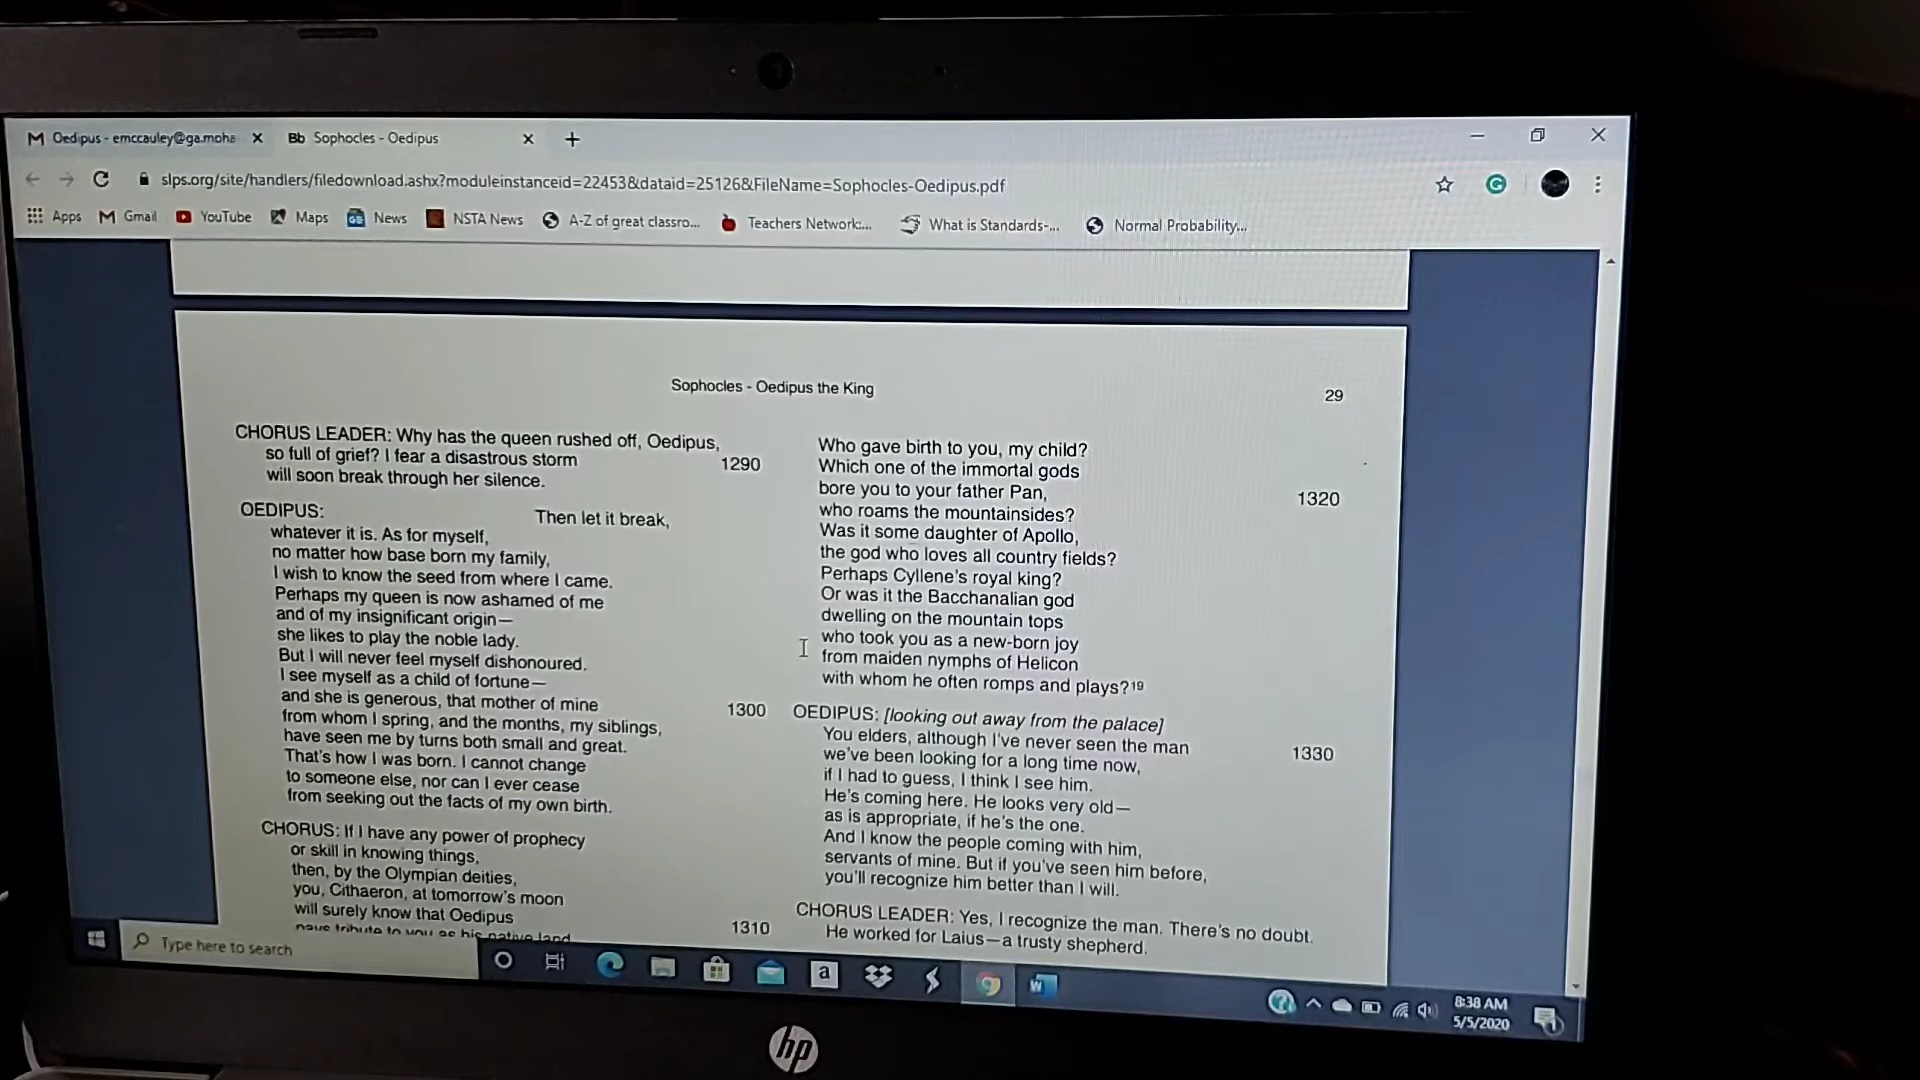 Oedipus - emccauley@ga.moha
Sophocles - Oedipus
slps.org/site/handlers/filedownload.ashx?moduleinstanceid=22453&dataid=25126&FileName=Sophocles-Oedipus.pdf
Apps Gmail YouTube Maps News NSTA News A-Z of great classro... Teachers Network:... What is Standards-... Normal Probability...
Sophocles - Oedipus the King
29
CHORUS LEADER: Why has the queen rushed off, Oedipus,
so full of grief? I fear a disastrous storm 1290
will soon break through her silence.
OEDIPUS: Then let it break,
whatever it is. As for myself,
no matter how base born my family,
I wish to know the seed from where I came.
Perhaps my queen is now ashamed of me
and of my insignificant origin—
she likes to play the noble lady.
But I will never feel myself dishonoured.
I see myself as a child of fortune—
and she is generous, that mother of mine
from whom I spring, and the months, my siblings, 1300
have seen me by turns both small and great.
That's how I was born. I cannot change
to someone else, nor can I ever cease
from seeking out the facts of my own birth.
CHORUS: If I have any power of prophecy
or skill in knowing things,
then, by the Olympian deities,
you, Cithaeron, at tomorrow's moon
will surely know that Oedipus
pays tribute to you as his native land 1310
Who gave birth to you, my child?
Which one of the immortal gods
bore you to your father Pan, 1320
who roams the mountainsides?
Was it some daughter of Apollo,
the god who loves all country fields?
Perhaps Cyllene's royal king?
Or was it the Bacchanalian god
dwelling on the mountain tops
who took you as a new-born joy
from maiden nymphs of Helicon
with whom he often romps and plays?19
OEDIPUS: [looking out away from the palace]
You elders, although I've never seen the man
we've been looking for a long time now, 1330
if I had to guess, I think I see him.
He's coming here. He looks very old—
as is appropriate, if he's the one.
And I know the people coming with him,
servants of mine. But if you've seen him before,
you'll recognize him better than I will.
CHORUS LEADER: Yes, I recognize the man. There's no doubt.
He worked for Laius—a trusty shepherd.
Type here to search
8:38 AM
5/5/2020
hp